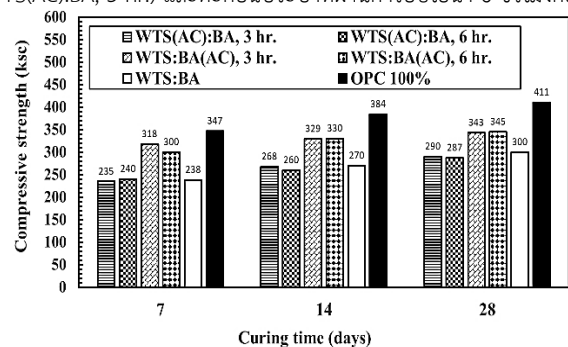 WTS(AC):BA, 3 hr. WTS(AC):BA, 6 hr.
WTS:BA(AC), 3 hr. WTS:BA(AC), 6 hr.
WTS:BA OPC 100%
Compressive strength (ksc)
600
550
500
450
400
350
300
250
200
150
100
50
0
235 240 318 300 238 347
268 260 329 330 270 384
290 287 343 345 300 411
7 14 28
Curing time (days)